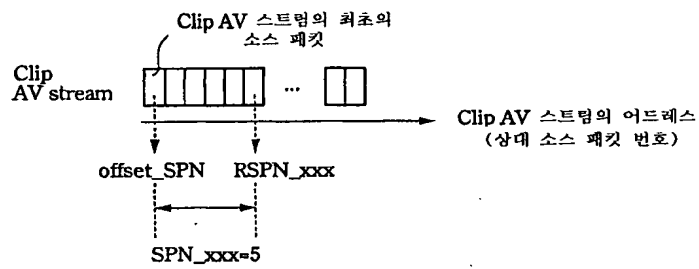 Clip AV 스트림의 최초의
소스 패킷
Clip
AV stream
...
Clip AV 스트림의 어드레스
(상대 소스 패킷 번호)
offset_SPN RSPN_xxx
SPN_xxx=5